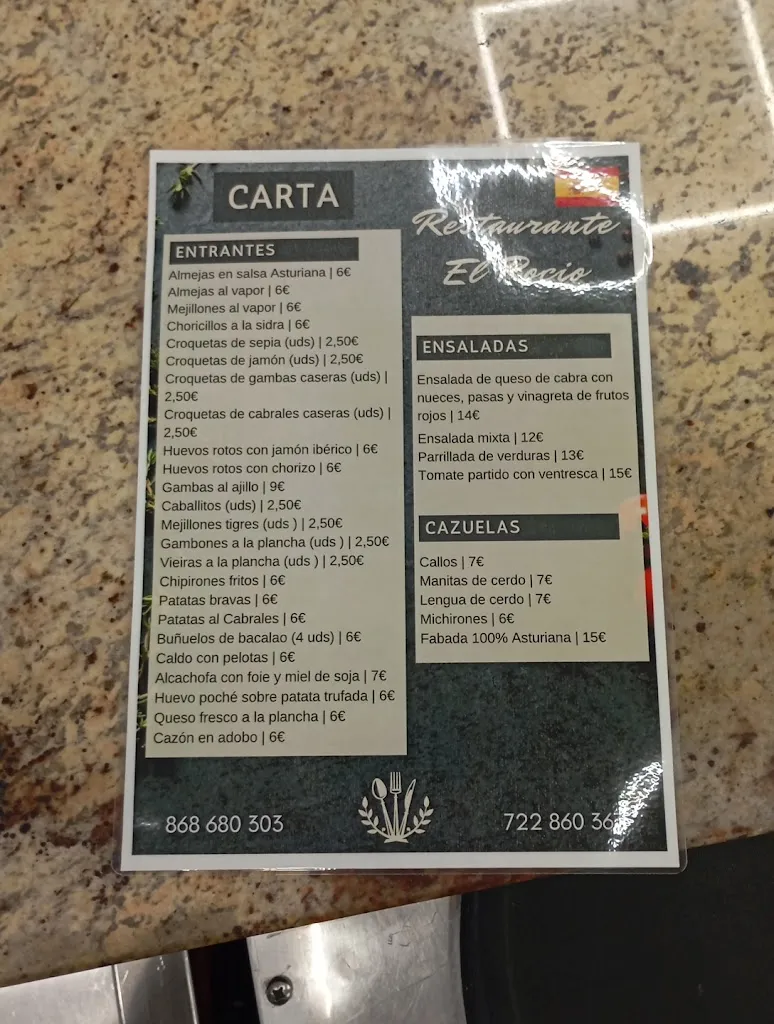 CARTA
ENTRANTES
Almejas en salsa Asturiana | 6€
Almejas al vapor | 6€
Mejillones al vapor | 6€
Choricillos a la sidra | 6€
Croquetas de sepia (uds) | 2,50€
Croquetas de jamón (uds) | 2,50€
Croquetas de gambas caseras (uds) |
2,50€
Croquetas de cabrales caseras (uds) |
2,50€
Huevos rotos con jamón ibérico | 6€
Huevos rotos con chorizo | 6€
Gambas al ajillo | 9€
Caballitos (uds) | 2,50€
Mejillones tigres (uds ) | 2,50€
Gambones a la plancha (uds ) | 2,50€
Vieiras a la plancha (uds ) | 2,50€
Chipirones fritos | 6€
Patatas bravas | 6€
Patatas al Cabrales | 6€
Buñuelos de bacalao (4 uds) | 6€
Caldo con pelotas | 6€
Alcachofa con foie y miel de soja | 7€
Huevo poché sobre patata trufada | 6€
Queso fresco a la plancha | 6€
Cazón en adobo | 6€
868 680 303
Restaurante
El Rocio
ENSALADAS
Ensalada de queso de cabra con
nueces, pasas y vinagreta de frutos
rojos | 14€
Ensalada mixta | 12€
Parrillada de verduras | 13€
Tomate partido con ventresca | 15€
CAZUELAS
Callos | 7€
Manitas de cerdo | 7€
Lengua de cerdo | 7€
Michirones | 6€
Fabada 100% Asturiana | 15€
722 860